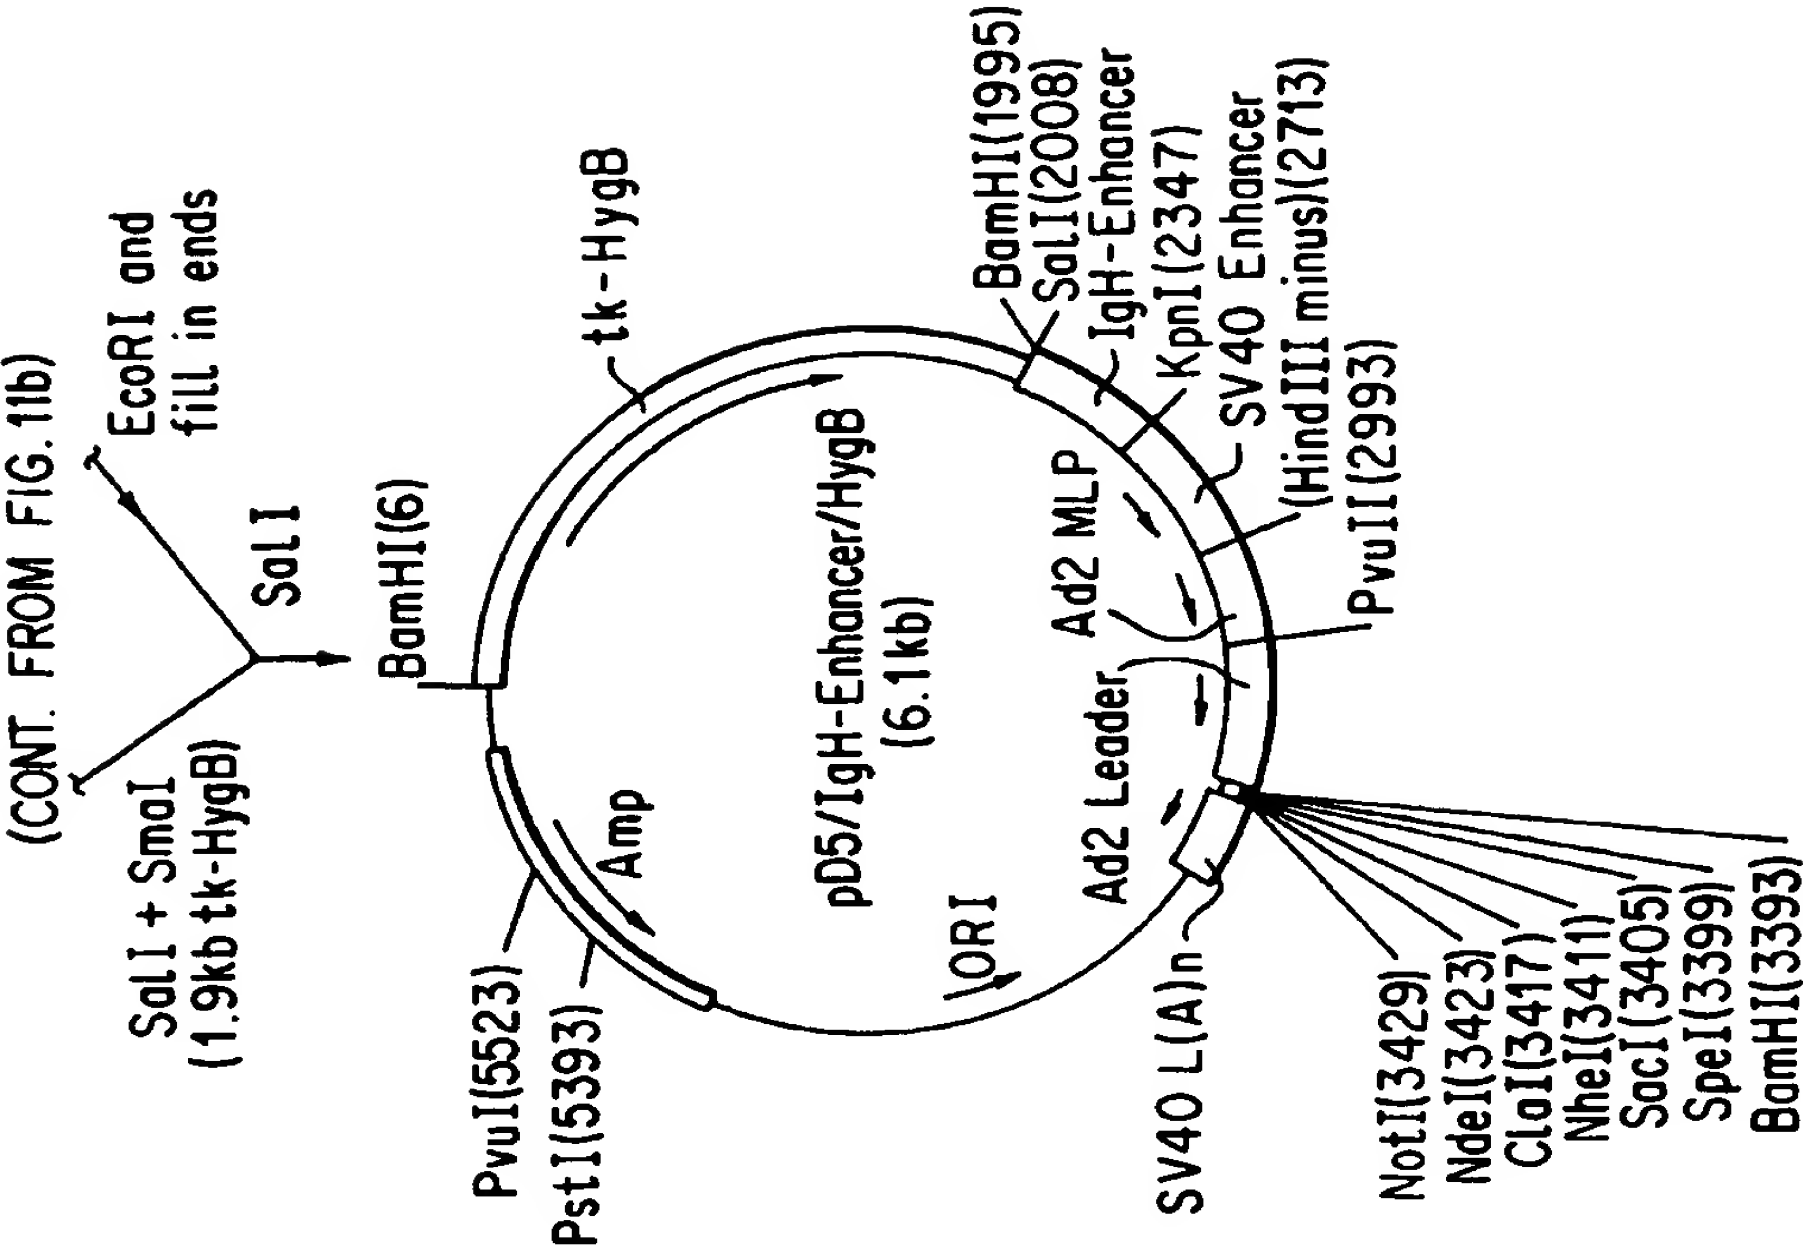 (CONT. FROM FIG. 11b)
SalI + SmaI
(1.9kb tk-HygB)
EcoRI and
fill in ends
SalI
BamHI(6)
tk-HygB
PvuI(5523)
PstI(5393)
Amp
pD5/IgH-Enhancer/HygB
(6.1kb)
BamHI(1995)
SalI(2008)
IgH-Enhancer
KpnI(2347)
SV40 Enhancer
(HindIII minus)(2713)
PvuII(2993)
ORI
Ad2 MLP
Ad2 Leader
SV40 L(A)n
NotI(3429)
NdeI(3423)
ClaI(3417)
NheI(3411)
SacI(3405)
SpeI(3399)
BamHI(3393)